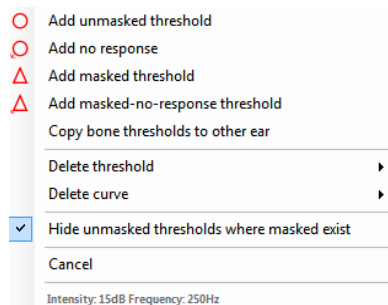 Add unmasked threshold
Add no response
Add masked threshold
Add masked-no-response threshold
Copy bone thresholds to other ear
Delete threshold
Delete curve
Hide unmasked thresholds where masked exist
Cancel
Intensity: 15dB Frequency: 250Hz